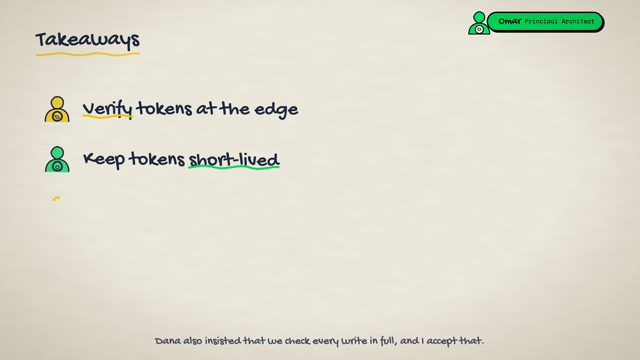 Omar Principal Architect
Takeaways
Verify tokens at the edge
Keep tokens short-lived
Dana also insisted that we check every write in full, and I accept that.